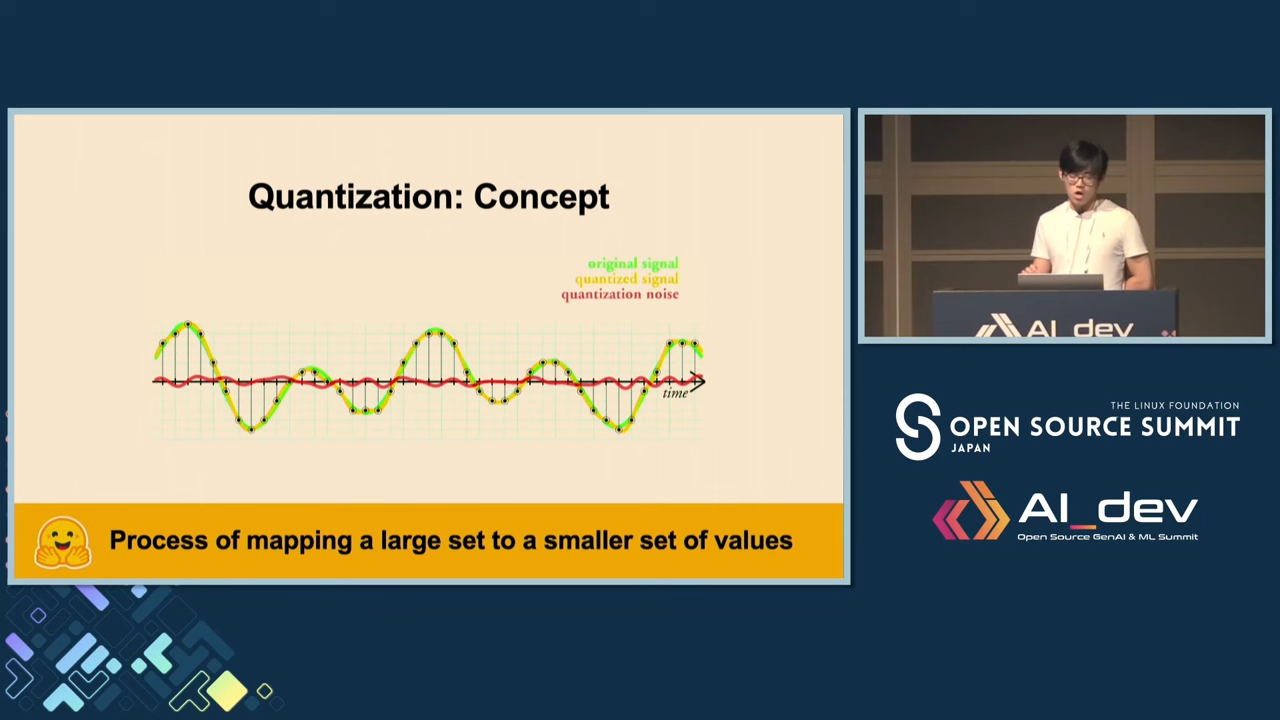 Quantization: Concept
original signal
quantized signal
quantization noise
time
Process of mapping a large set to a smaller set of values
AI_dev
THE LINUX FOUNDATION
OPEN SOURCE SUMMIT
JAPAN
AI_dev
Open Source GenAI & ML Summit